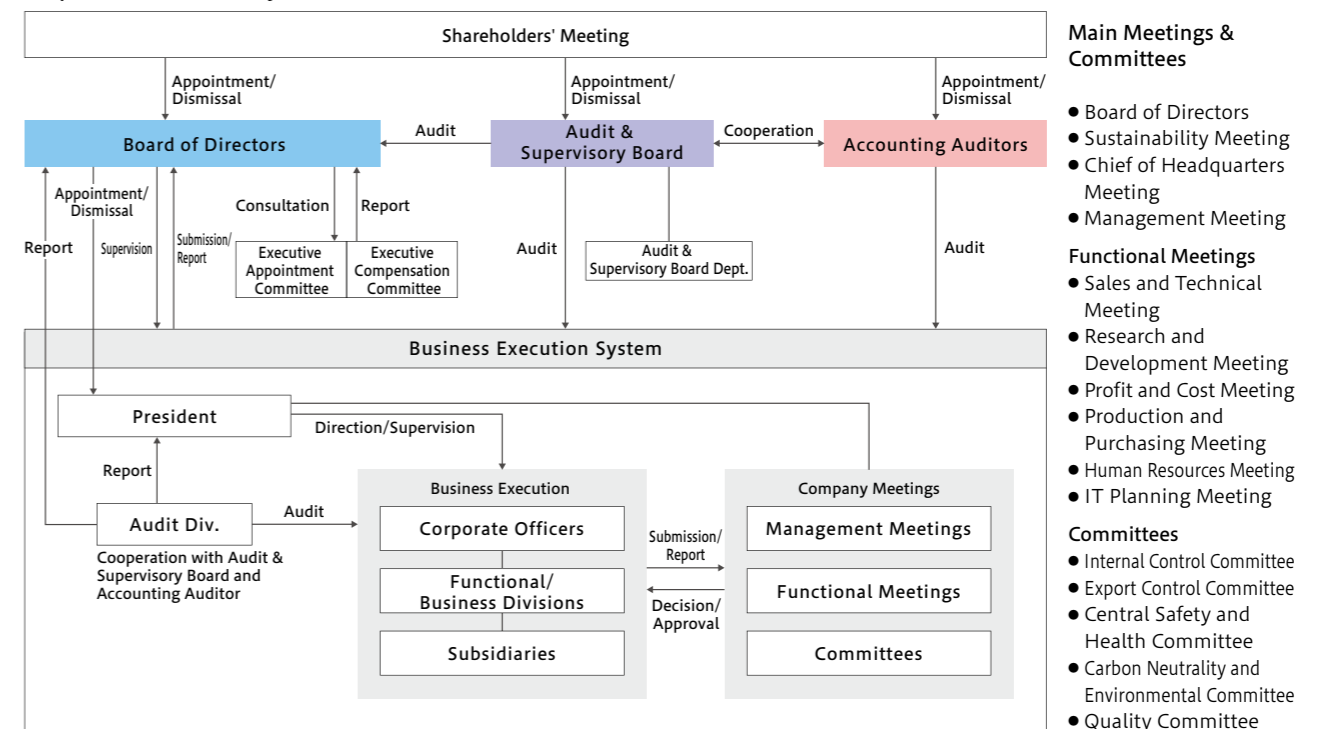 Shareholders' Meeting
Appointment/
Dismissal
Appointment/
Dismissal
Appointment/
Dismissal
Board of Directors
Audit
Audit &
Supervisory Board
Cooperation
Accounting Auditors
Report
Appointment/
Dismissal
Supervision
Submission/
Report
Consultation
Report
Executive
Appointment
Committee
Executive
Compensation
Committee
Audit
Audit &
Supervisory Board Dept.
Audit
Business Execution System
President
Direction/Supervision
Report
Audit Div.
Audit
Cooperation with Audit &
Supervisory Board and
Accounting Auditor
Business Execution
Corporate Officers
Functional/
Business Divisions
Subsidiaries
Submission/
Report
Decision/
Approval
Company Meetings
Management Meetings
Functional Meetings
Committees
Main Meetings &
Committees
● Board of Directors
● Sustainability Meeting
● Chief of Headquarters
Meeting
● Management Meeting
Functional Meetings
● Sales and Technical
Meeting
● Research and
Development Meeting
● Profit and Cost Meeting
● Production and
Purchasing Meeting
● Human Resources Meeting
● IT Planning Meeting
Committees
● Internal Control Committee
● Export Control Committee
● Central Safety and
Health Committee
● Carbon Neutrality and
Environmental Committee
● Quality Committee